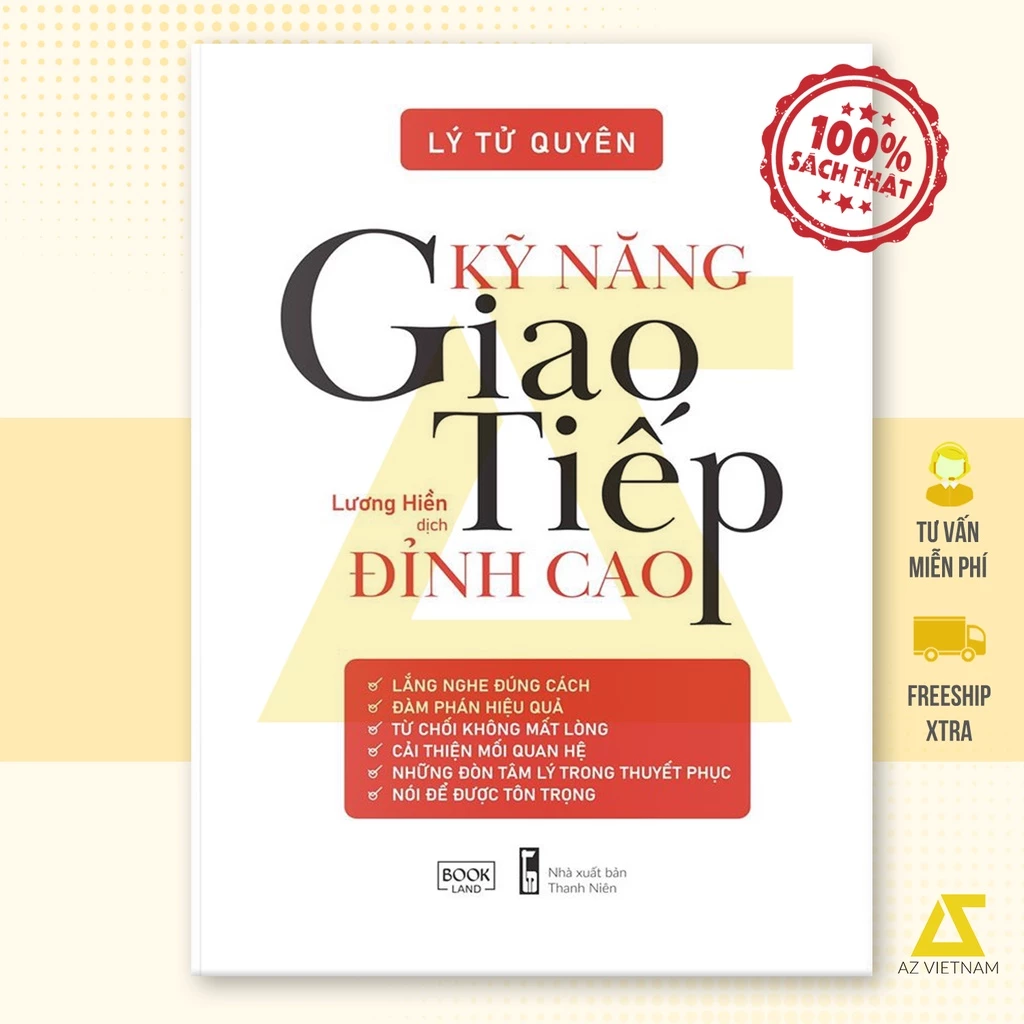 LÝ TỬ QUYÊN
100%
SÁCH THẬT
KỸ NĂNG
Giao
Tiếp
Lương Hiền
dịch
ĐỈNH CAO
LẮNG NGHE ĐÚNG CÁCH
ĐÀM PHÁN HIỆU QUẢ
TỪ CHỐI KHÔNG MẤT LÒNG
CẢI THIỆN MỐI QUAN HỆ
NHỮNG ĐÒN TÂM LÝ TRONG THUYẾT PHỤC
NÓI ĐỂ ĐƯỢC TÔN TRỌNG
BOOK
LAND
Nhà xuất bản
Thanh Niên
TƯ VẤN
MIỄN PHÍ
FREESHIP
XTRA
AZ VIETNAM